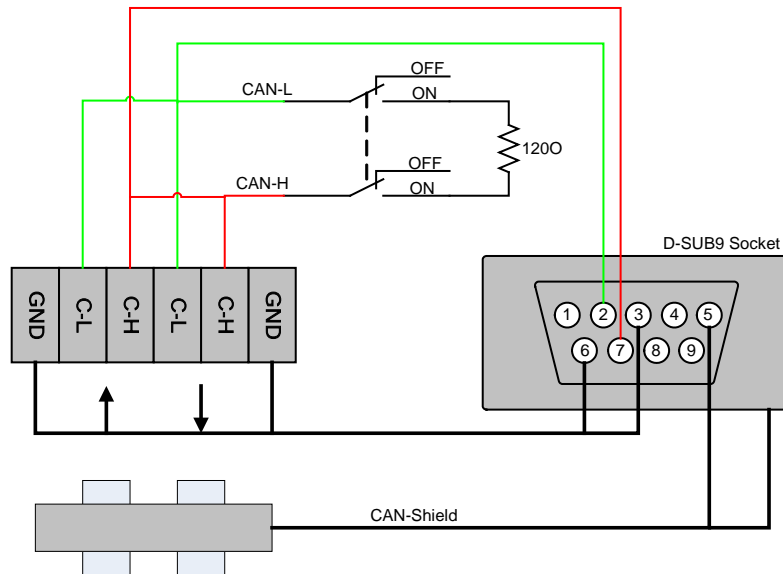 OFF
CAN-L
ON
120O
OFF
CAN-H
ON
D-SUB9 Socket
GND
C-L
C-H
C-L
C-H
GND
1 2 3 4 5
6 7 8 9
CAN-Shield